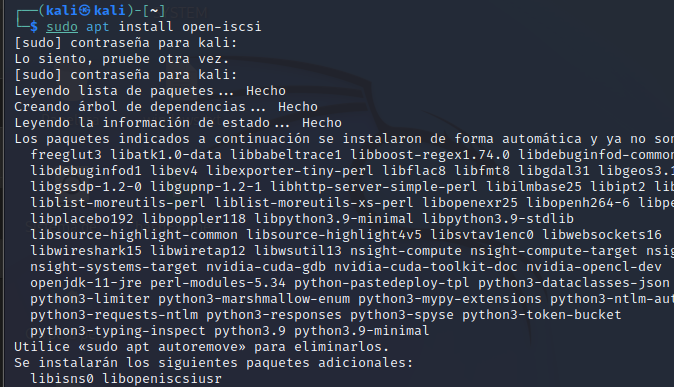 ┌──(kali㉿kali)-[~]
└─$ sudo apt install open-iscsi
[sudo] contraseña para kali:
Lo siento, pruebe otra vez.
[sudo] contraseña para kali:
Leyendo lista de paquetes... Hecho
Creando árbol de dependencias... Hecho
Leyendo la información de estado... Hecho
Los paquetes indicados a continuación se instalaron de forma automática y ya no son
freeglut3 libatk1.0-data libbabeltrace1 libboost-regex1.74.0 libdebuginfod-common
libdebuginfod1 libev4 libexporter-tiny-perl libflac8 libfmt8 libgdal31 libgeos3.1
libgssdp-1.2-0 libgupnp-1.2-1 libhttp-server-simple-perl libilmbase25 libipt2 lib
liblist-moreutils-perl liblist-moreutils-xs-perl libopenexr25 libopenh264-6 libpe
libplacebo192 libpoppler118 libpython3.9-minimal libpython3.9-stdlib
libsource-highlight-common libsource-highlight4v5 libsvtav1enc0 libwebsockets16
libwireshark15 libwiretap12 libwsutil13 nsight-compute nsight-compute-target nsig
nsight-systems-target nvidia-cuda-gdb nvidia-cuda-toolkit-doc nvidia-opencl-dev
openjdk-11-jre perl-modules-5.34 python-pastedeploy-tpl python3-dataclasses-json
python3-limiter python3-marshmallow-enum python3-mypy-extensions python3-ntlm-aut
python3-requests-ntlm python3-responses python3-spyse python3-token-bucket
python3-typing-inspect python3.9 python3.9-minimal
Utilice «sudo apt autoremove» para eliminarlos.
Se instalarán los siguientes paquetes adicionales:
libisns0 libopeniscsiusr